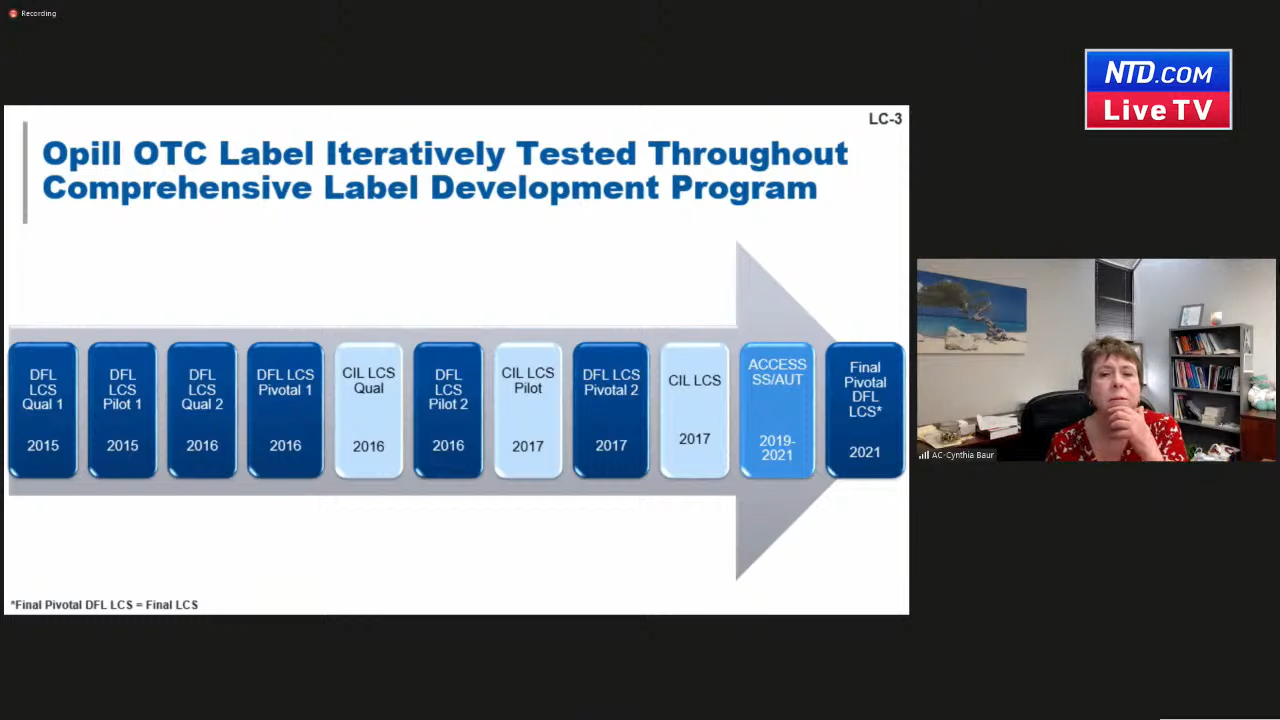 Recording
NTD.COM
Live TV
LC-3
Opill OTC Label Iteratively Tested Throughout
Comprehensive Label Development Program
DFL
LCS
Qual 1
2015
DFL
LCS
Pilot 1
2015
DFL
LCS
Qual 2
2016
DFL LCS
Pivotal 1
2016
CIL LCS
Qual
2016
DFL
LCS
Pilot 2
2016
CIL LCS
Pilot
2017
DFL LCS
Pivotal 2
2017
CIL LCS
2017
ACCESS
SS/AUT
2019-
2021
Final
Pivotal
DFL
LCS*
2021
*Final Pivotal DFL LCS = Final LCS
AC-Cynthia Baur